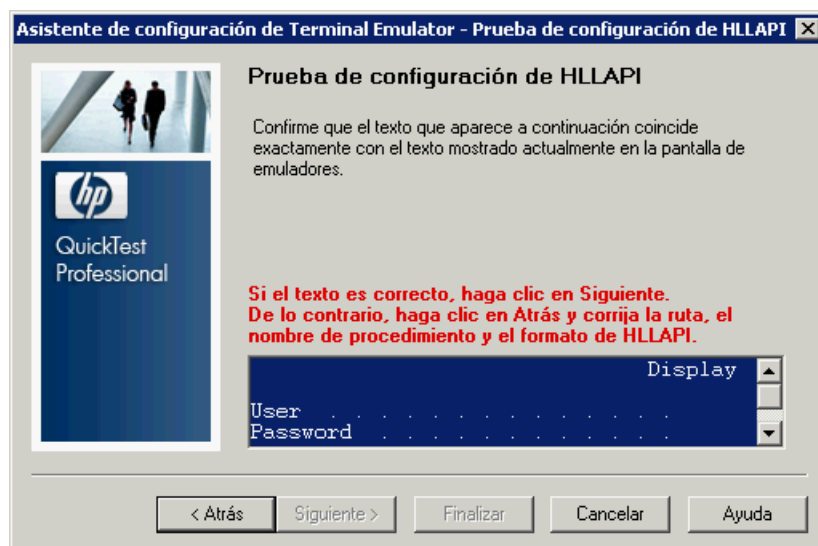 Asistente de configuración de Terminal Emulator - Prueba de configuración de HLLAPI
Prueba de configuración de HLLAPI
Confirme que el texto que aparece a continuación coincide
exactamente con el texto mostrado actualmente en la pantalla de
emuladores.
hp
QuickTest
Professional
Si el texto es correcto, haga clic en Siguiente.
De lo contrario, haga clic en Atrás y corrija la ruta, el
nombre de procedimiento y el formato de HLLAPI.
Display
User . . . . . . . . . . . . . .
Password . . . . . . . . . . . .
< Atrás
Siguiente >
Finalizar
Cancelar
Ayuda